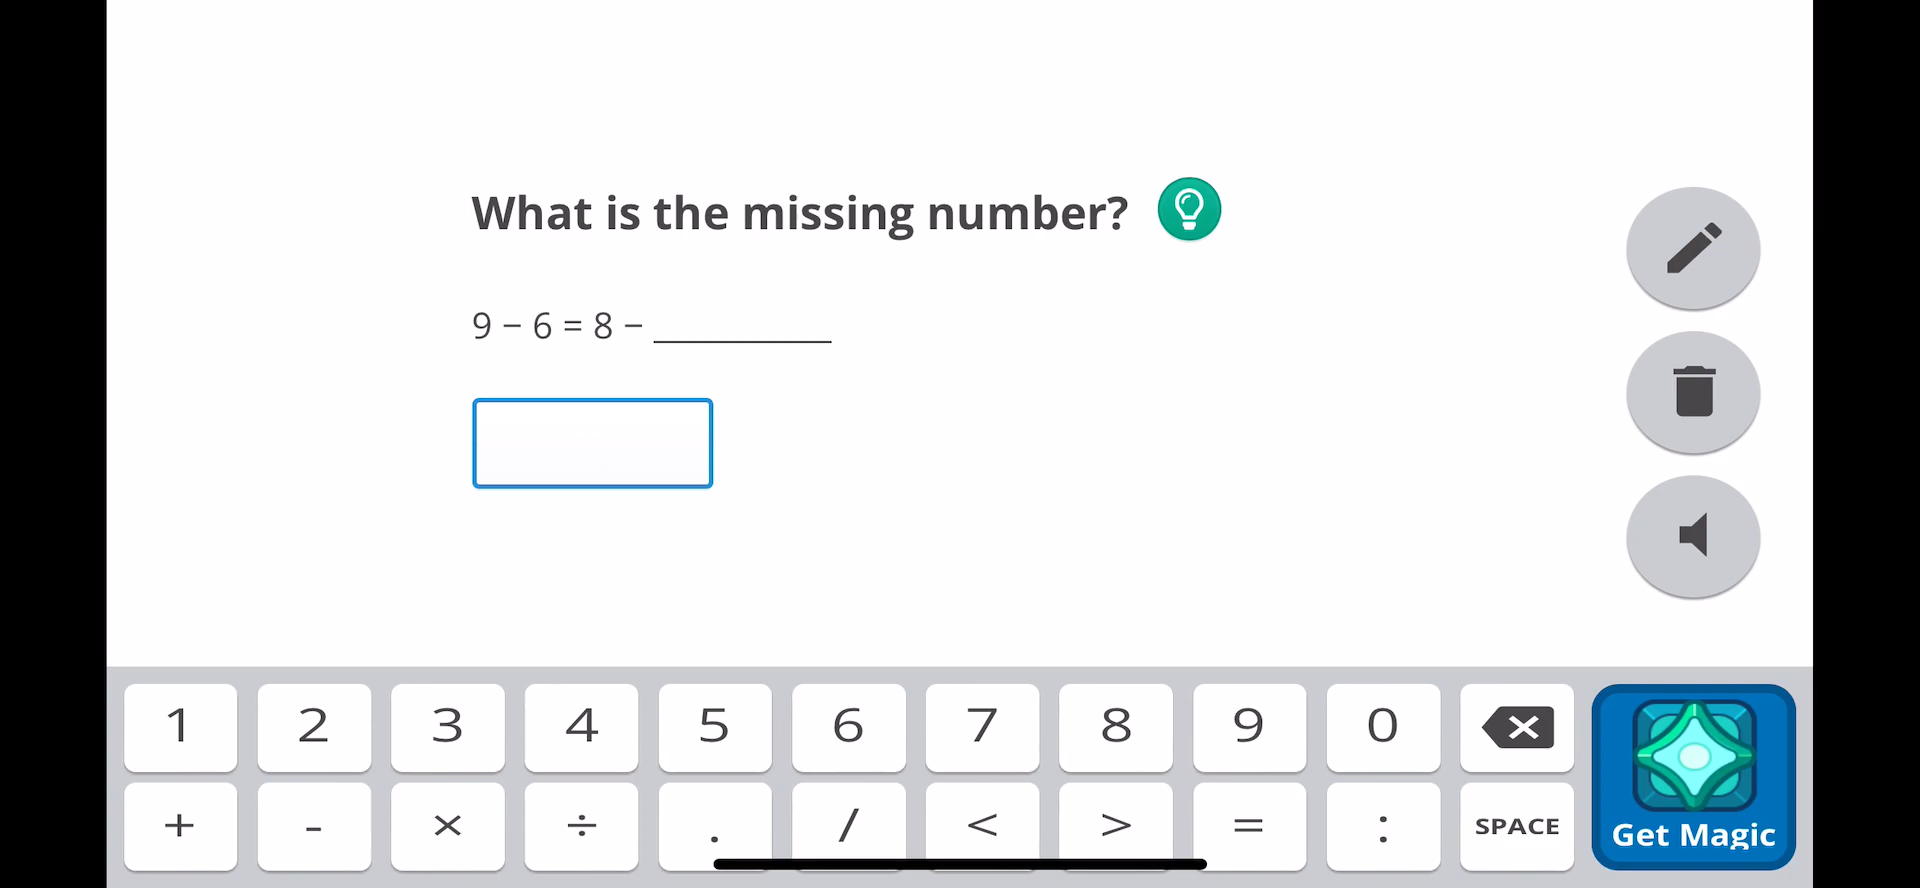 What is the missing number?
9 − 6 = 8 − __________
1 2 3 4 5 6 7 8 9 0
+ - × ÷ . / < > = : SPACE
Get Magic